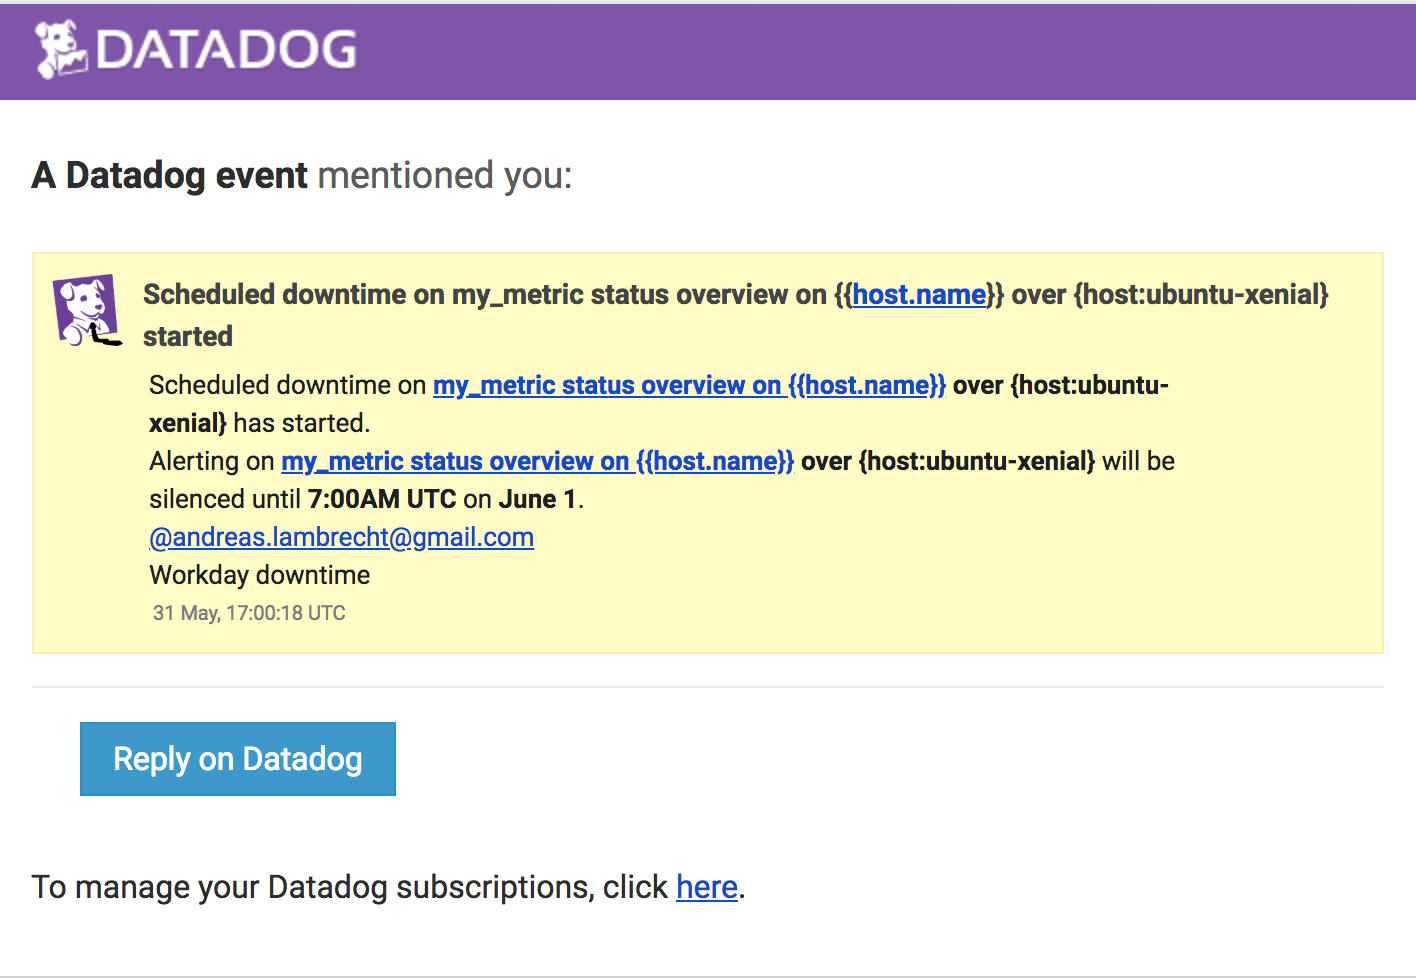 DATADOG
A Datadog event mentioned you:
Scheduled downtime on my_metric status overview on {{host.name}} over {host:ubuntu-xenial}
started
Scheduled downtime on my_metric status overview on {{host.name}} over {host:ubuntu-
xenial} has started.
Alerting on my_metric status overview on {{host.name}} over {host:ubuntu-xenial} will be
silenced until 7:00AM UTC on June 1.
@andreas.lambrecht@gmail.com
Workday downtime
31 May, 17:00:18 UTC
Reply on Datadog
To manage your Datadog subscriptions, click here.